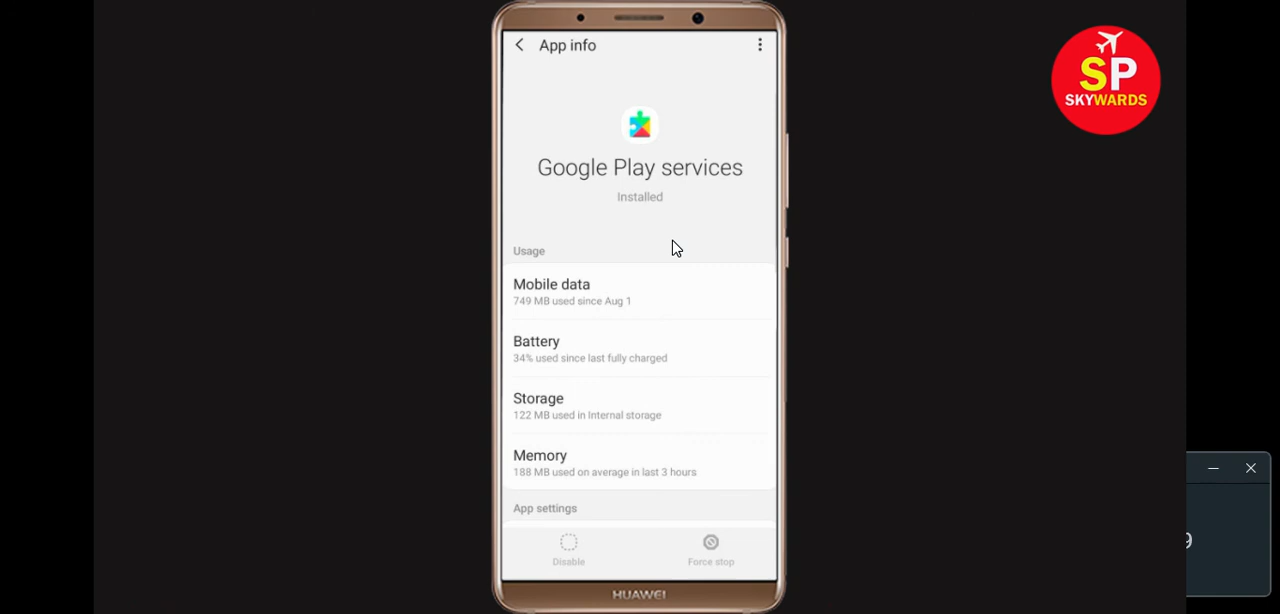 App info
SP
SKYWARDS
Google Play services
Installed
Usage
Mobile data
749 MB used since Aug 1
Battery
34% used since last fully charged
Storage
122 MB used in Internal storage
Memory
188 MB used on average in last 3 hours
App settings
9
Disable
Force stop
HUAWEI